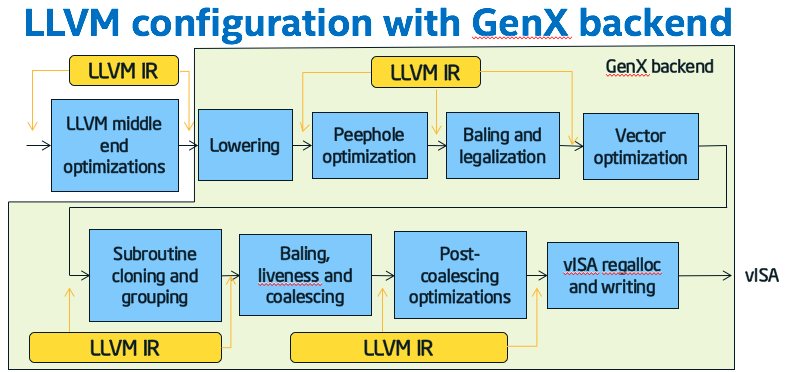 LLVM configuration with GenX backend
LLVM IR
LLVM IR
GenX backend
LLVM middle
end
optimizations
Lowering
Peephole
optimization
Baling and
legalization
Vector
optimization
Subroutine
cloning and
grouping
Baling,
liveness and
coalescing
Post-
coalescing
optimizations
vISA regalloc
and writing
vISA
LLVM IR
LLVM IR